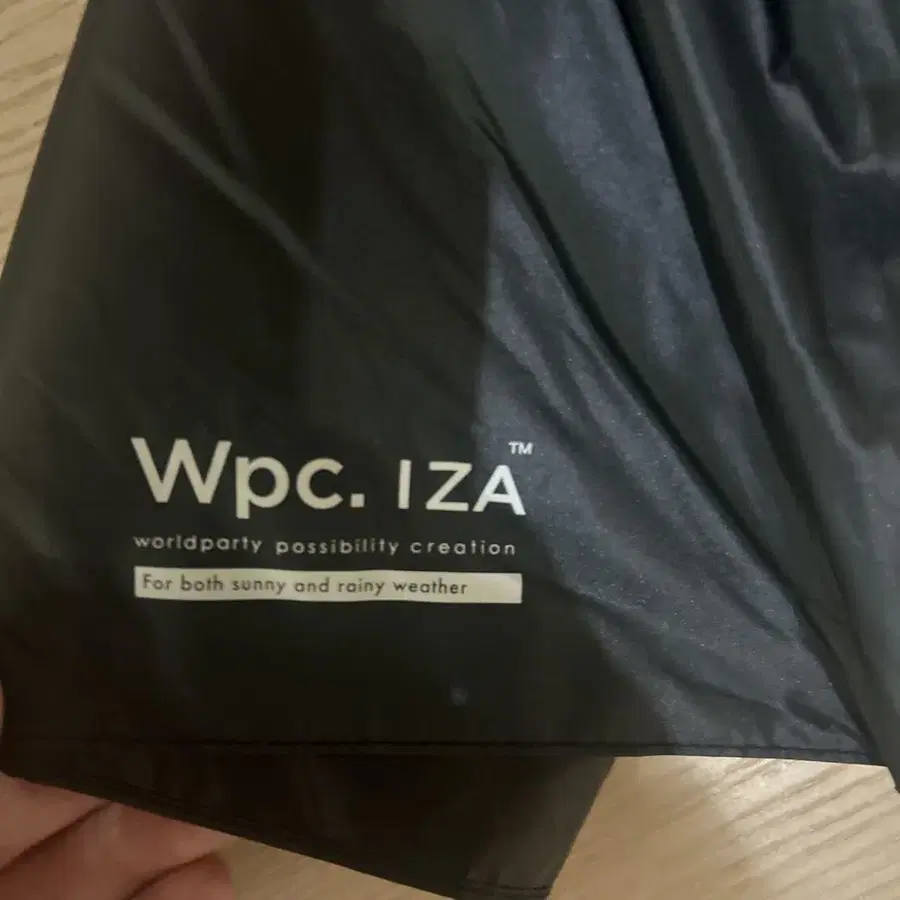 Wpc. IZA™
worldparty possibility creation
For both sunny and rainy weather